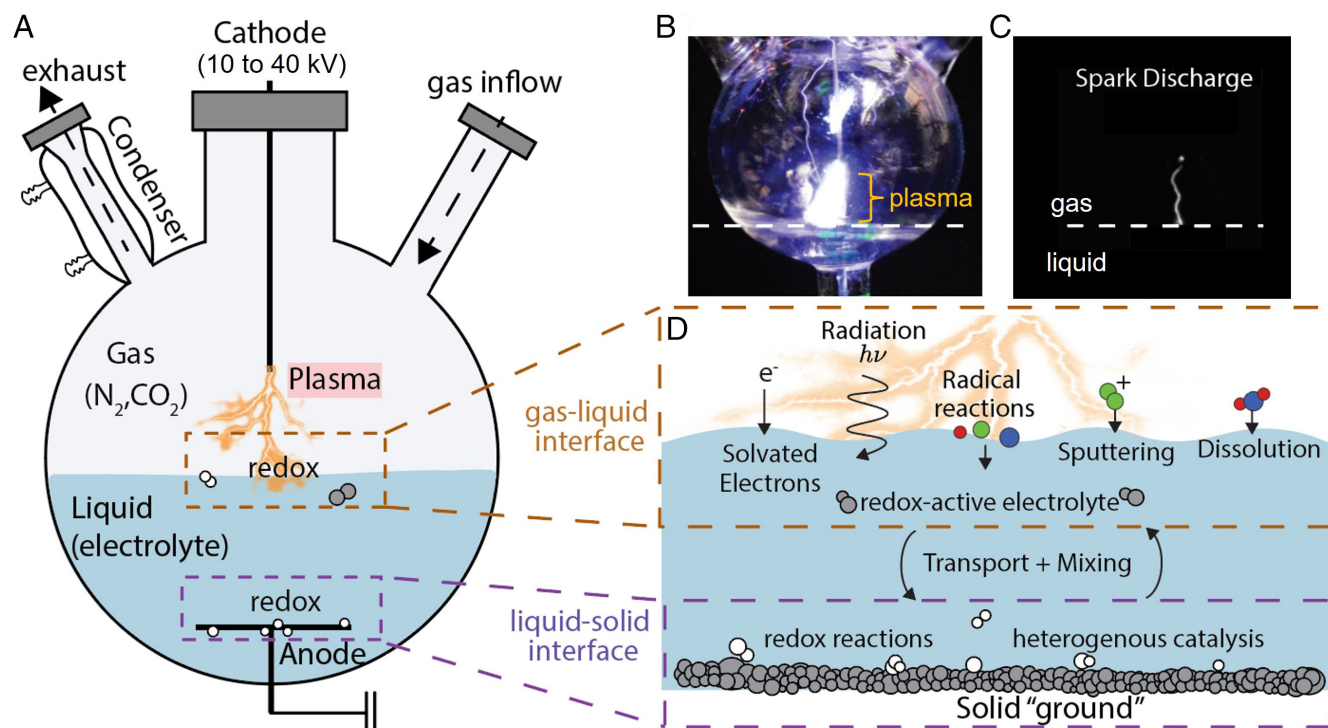 A
Cathode
(10 to 40 kV)
exhaust
gas inflow
Condenser
Gas
(N2,CO2)
Plasma
redox
Liquid
(electrolyte)
redox
Anode
gas-liquid
interface
liquid-solid
interface
B
plasma
C
Spark Discharge
gas
liquid
D
Radiation
hν
e-
Radical
reactions
+
Solvated
Electrons
Sputtering
Dissolution
redox-active electrolyte
Transport + Mixing
redox reactions
heterogenous catalysis
Solid “ground”